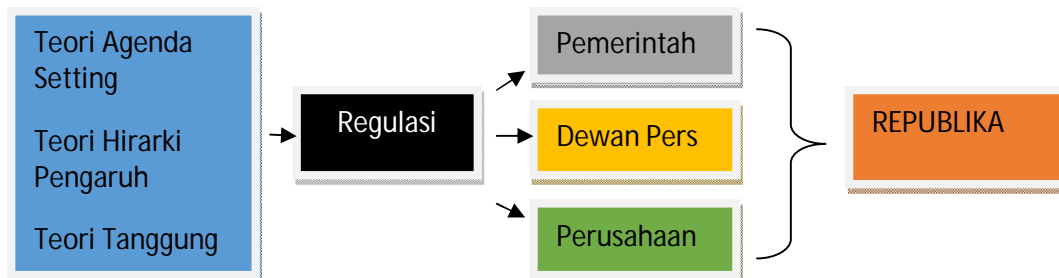 Teori Agenda
Setting
Teori Hirarki
Pengaruh
Teori Tanggung
Regulasi
Pemerintah
Dewan Pers
Perusahaan
REPUBLIKA